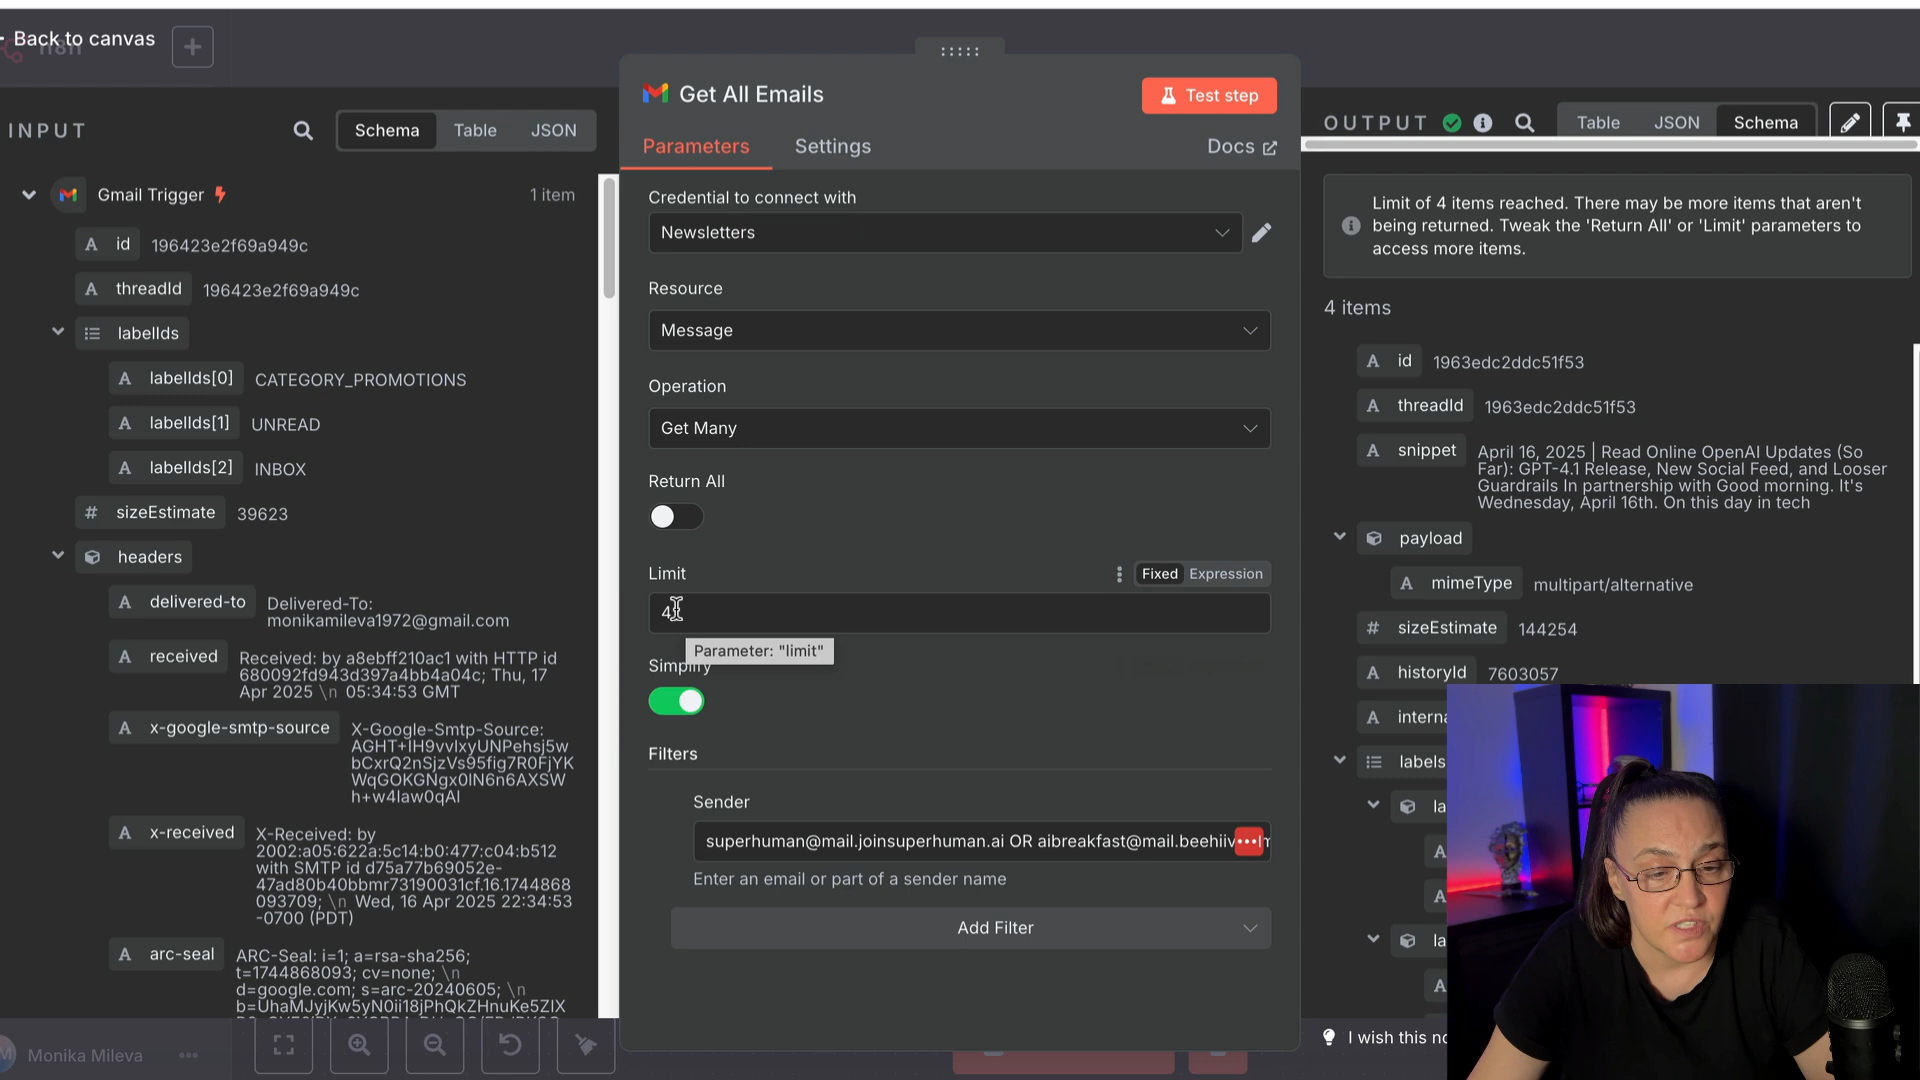 Back to canvas
n8n
INPUT
Schema
Table
JSON
Gmail Trigger
1 item
A id 196423e2f69a949c
A threadId 196423e2f69a949c
labelIds
A labelIds[0] CATEGORY_PROMOTIONS
A labelIds[1] UNREAD
A labelIds[2] INBOX
# sizeEstimate 39623
headers
A delivered-to Delivered-To:
monikamileva1972@gmail.com
A received Received: by a8ebff210ac1 with HTTP id
680092fd943d397a4bb4a04c; Thu, 17
Apr 2025 \n 05:34:53 GMT
A x-google-smtp-source X-Google-Smtp-Source:
A x-received X-Received: by
2002:a05:622a:5c14:b0:477:c04:b512
with SMTP id d75a77b69052e-
47ad80b40bbmr73190031cf.16.1744868
093709; \n Wed, 16 Apr 2025 22:34:53
-0700 (PDT)
A arc-seal ARC-Seal: i=1; a=rsa-sha256;
t=1744868093; cv=none; \n
d=google.com; s=arc-20240605; \n
Monika Mileva
Get All Emails
Test step
Parameters
Settings
Docs
Credential to connect with
Newsletters
Resource
Message
Operation
Get Many
Return All
Limit
Fixed
Expression
4
Parameter: "limit"
Simplify
Filters
Sender
superhuman@mail.joinsuperhuman.ai OR aibreakfast@mail.beehiiv
Enter an email or part of a sender name
Add Filter
OUTPUT
Table
JSON
Schema
Limit of 4 items reached. There may be more items that aren't
being returned. Tweak the 'Return All' or 'Limit' parameters to
access more items.
4 items
A id 1963edc2ddc51f53
A threadId 1963edc2ddc51f53
A snippet April 16, 2025 | Read Online OpenAI Updates (So
Far): GPT-4.1 Release, New Social Feed, and Looser
Guardrails In partnership with Good morning. It's
Wednesday, April 16th. On this day in tech
payload
A mimeType multipart/alternative
# sizeEstimate 144254
# historyId 7603057
A interna
labels
la
A
A
la
A
I wish this no